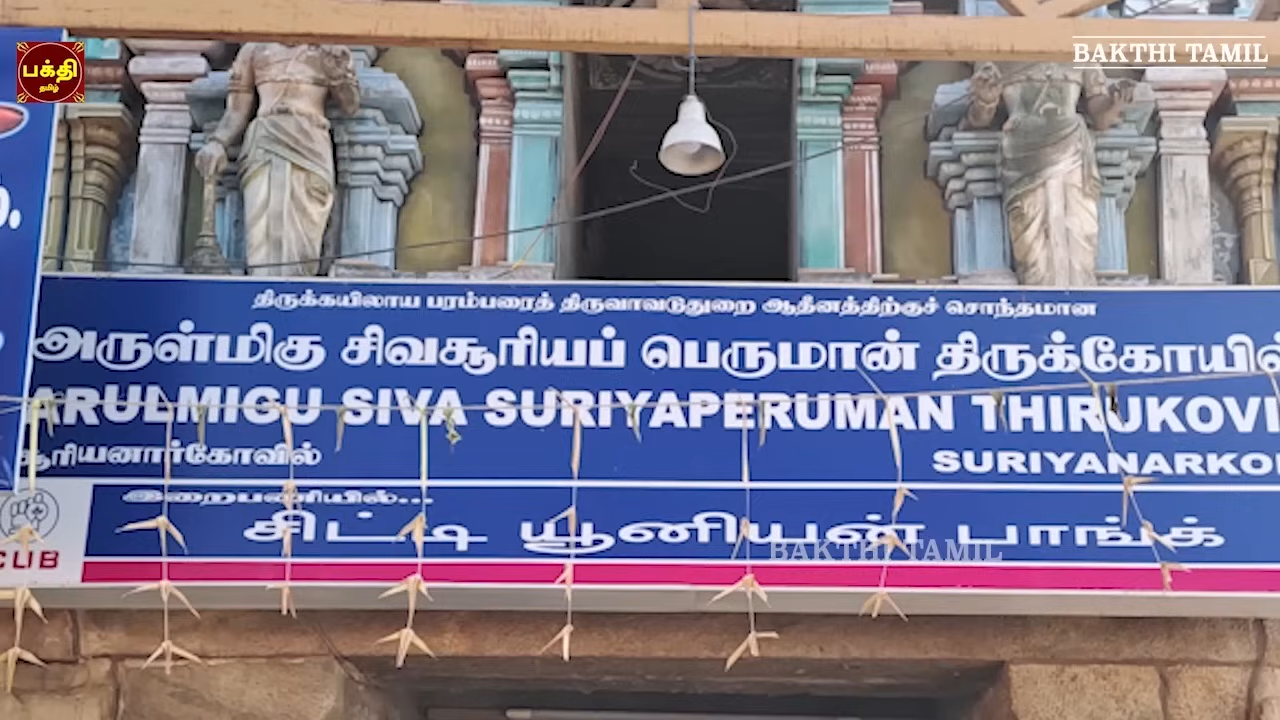 பக்தி
தமிழ்
BAKTHI TAMIL
திருக்கயிலாய பரம்பரைத் திருவாவடுதுறை ஆதீனத்திற்குச் சொந்தமான
அருள்மிகு சிவசூரியப் பெருமான் திருக்கோயில்
ARULMIGU SIVA SURIYAPERUMAN THIRUKOVI
சூரியனார்கோவில்
SURIYANARKO
இறைபணியில்...
சிட்டி யூனியன் பாங்க்
CUB
BAKTHI TAMIL